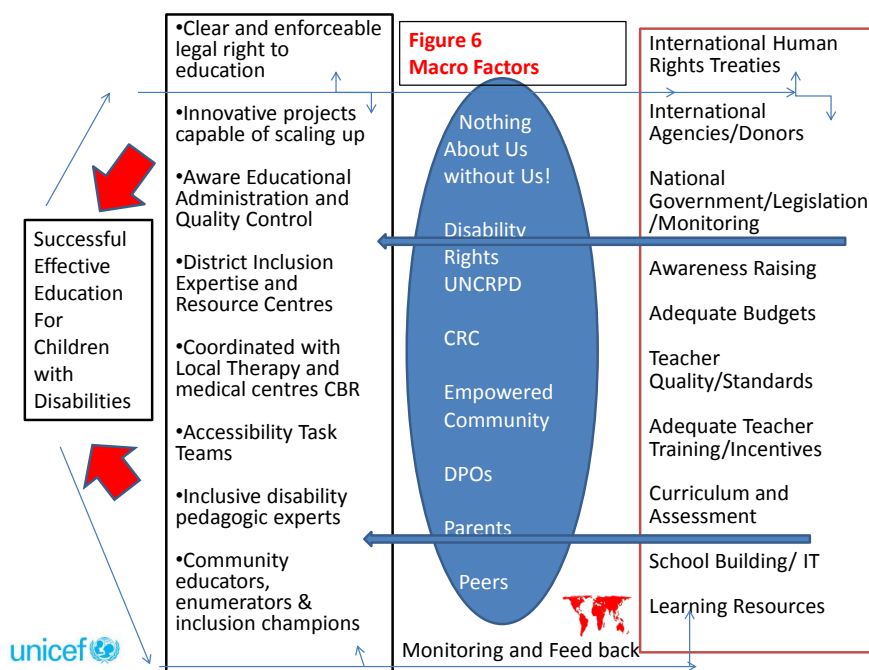 Figure 6
Macro Factors
Successful
Effective
Education
For
Children
with
Disabilities
•Clear and enforceable
legal right to
education
•Innovative projects
capable of scaling up
•Aware Educational
Administration and
Quality Control
•District Inclusion
Expertise and
Resource Centres
•Coordinated with
Local Therapy and
medical centres CBR
•Accessibility Task
Teams
•Inclusive disability
pedagogic experts
•Community
educators,
enumerators &
inclusion champions
Nothing
About Us
without Us!
Disability
Rights
UNCRPD
CRC
Empowered
Community
DPOs
Parents
Peers
International Human
Rights Treaties
International
Agencies/Donors
National
Government/Legislation
/Monitoring
Awareness Raising
Adequate Budgets
Teacher
Quality/Standards
Adequate Teacher
Training/Incentives
Curriculum and
Assessment
School Building/ IT
Learning Resources
Monitoring and Feed back
unicef